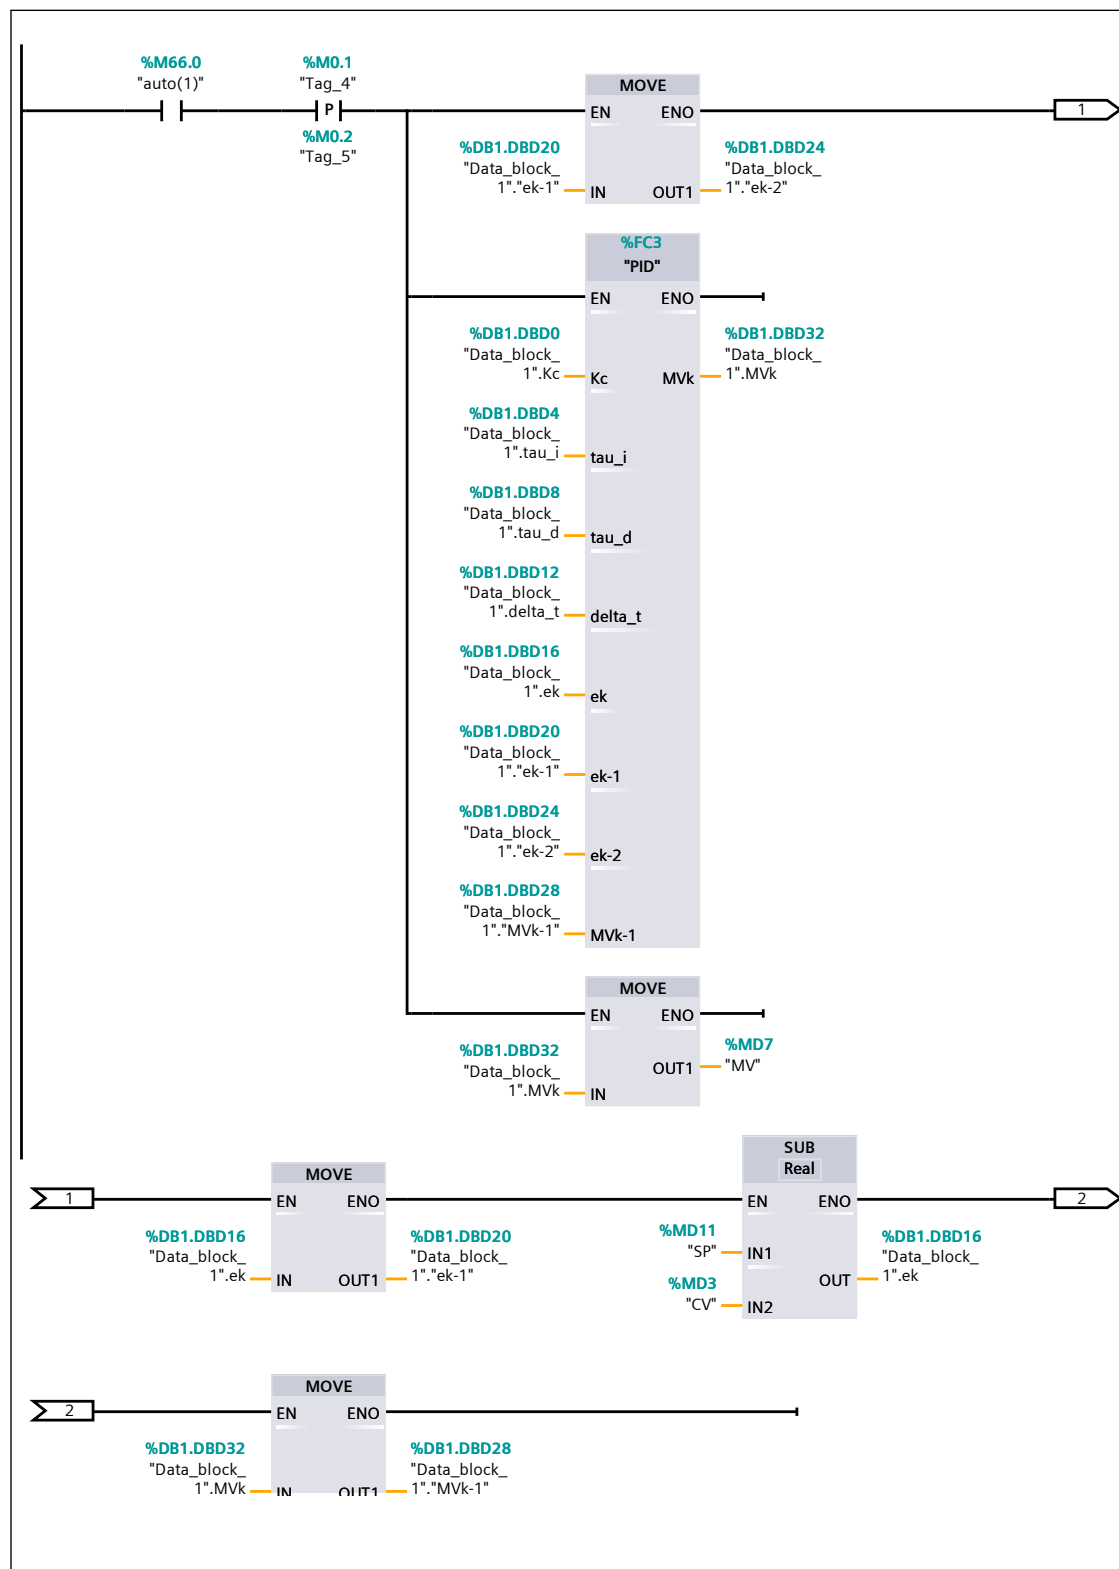 %M66.0
"auto(1)"
%M0.1
"Tag_4"
P
%M0.2
"Tag_5"
MOVE
EN ENO
1
%DB1.DBD20
"Data_block_
1"."ek-1"
IN OUT1
%DB1.DBD24
"Data_block_
1"."ek-2"
%FC3
"PID"
EN ENO
%DB1.DBD0
"Data_block_
1".Kc
Kc MVk
%DB1.DBD32
"Data_block_
1".MVk
%DB1.DBD4
"Data_block_
1".tau_i
tau_i
%DB1.DBD8
"Data_block_
1".tau_d
tau_d
%DB1.DBD12
"Data_block_
1".delta_t
delta_t
%DB1.DBD16
"Data_block_
1".ek
ek
%DB1.DBD20
"Data_block_
1"."ek-1"
ek-1
%DB1.DBD24
"Data_block_
1"."ek-2"
ek-2
%DB1.DBD28
"Data_block_
1"."MVk-1"
MVk-1
MOVE
EN ENO
%DB1.DBD32
"Data_block_
1".MVk
IN
OUT1
%MD7
"MV"
1
MOVE
EN ENO
%DB1.DBD16
"Data_block_
1".ek
IN OUT1
%DB1.DBD20
"Data_block_
1"."ek-1"
SUB
Real
EN ENO
2
%MD11
"SP"
IN1
%MD3
"CV"
IN2
OUT
%DB1.DBD16
"Data_block_
1".ek
2
MOVE
EN ENO
%DB1.DBD32
"Data_block_
1".MVk
IN OUT1
%DB1.DBD28
"Data_block_
1"."MVk-1"